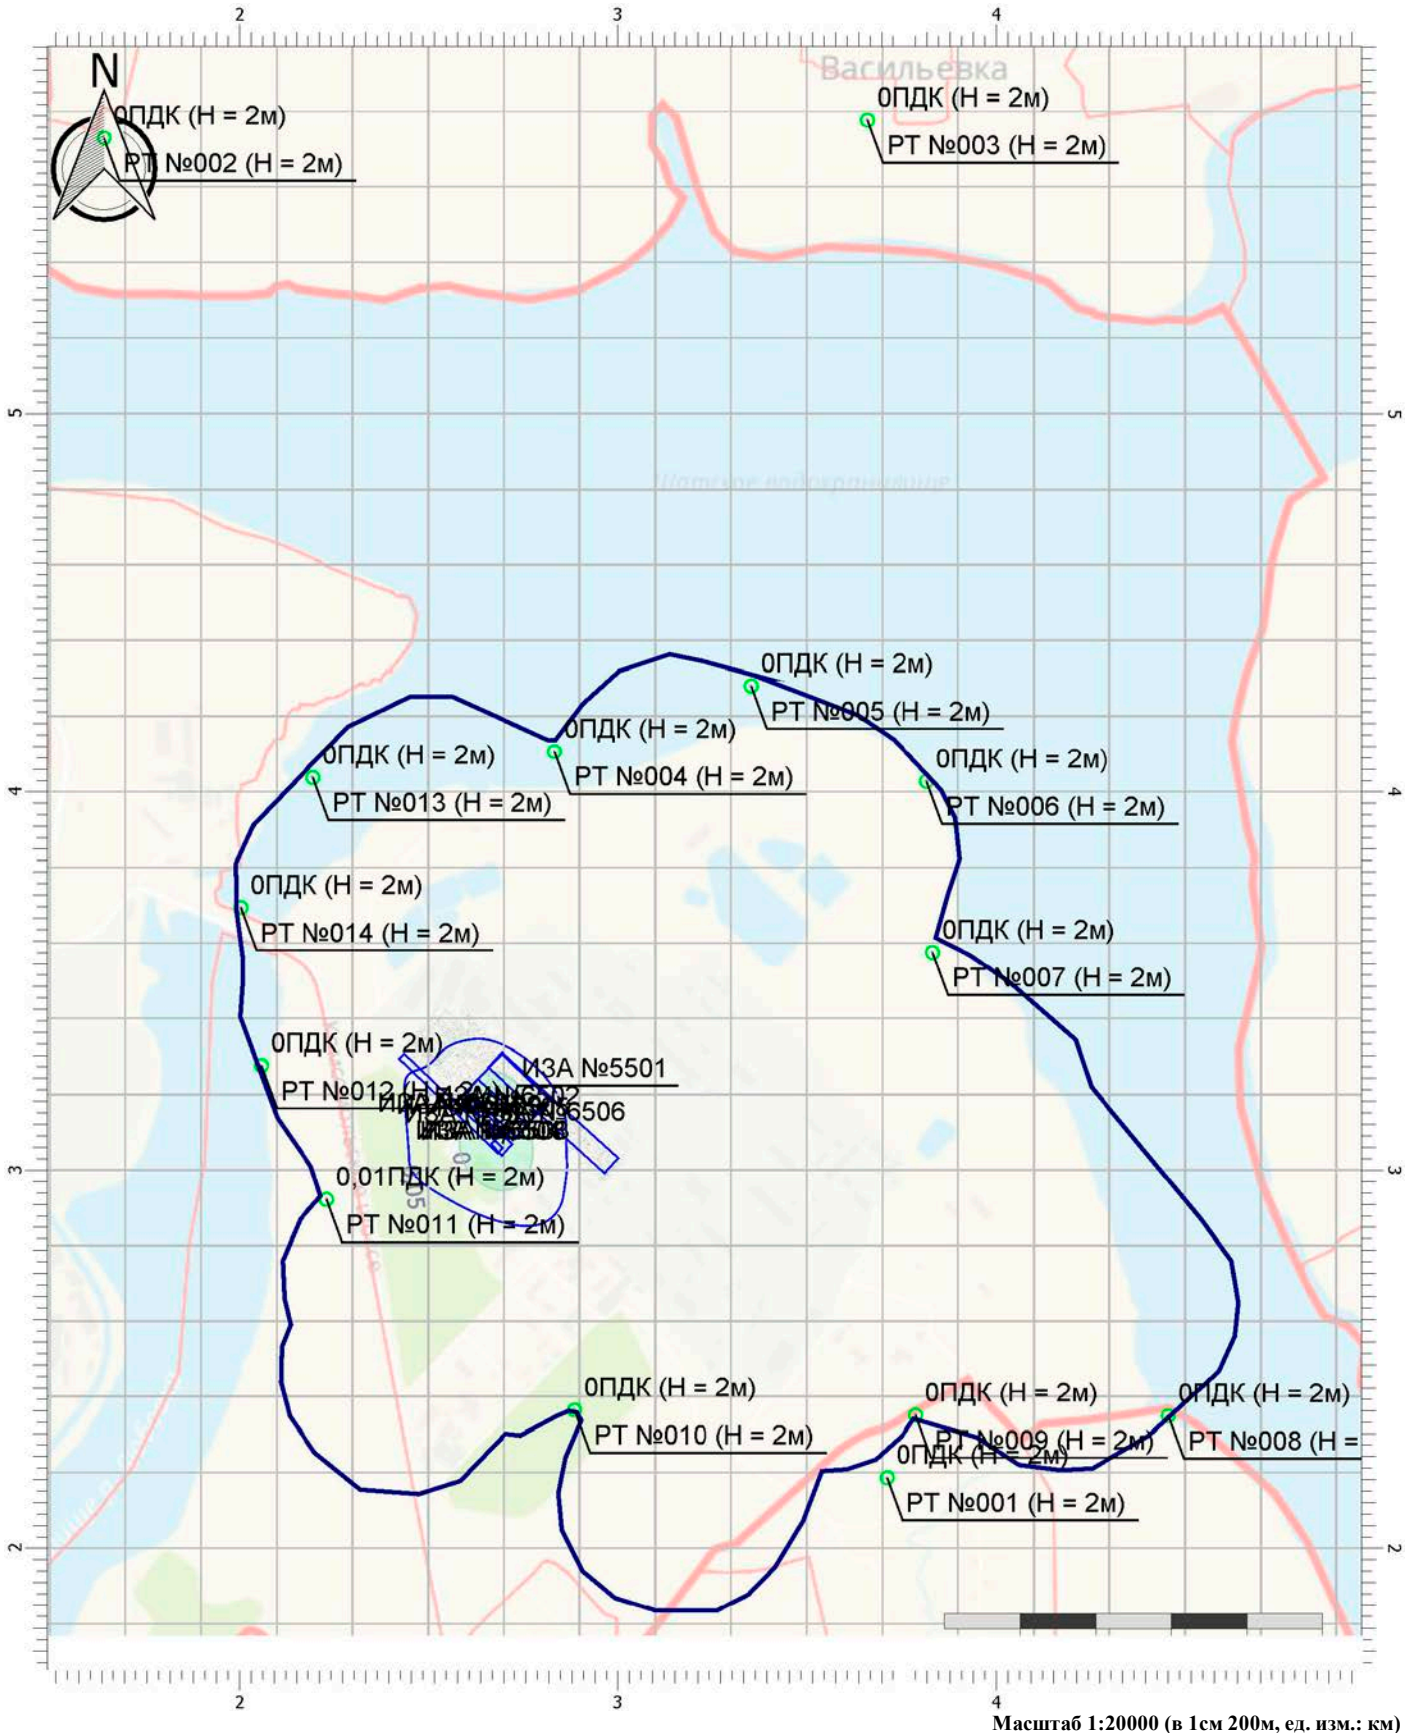 2 3 4
N
Васильевка
0ПДК (Н = 2м)
РТ №002 (Н = 2м)
0ПДК (Н = 2м)
РТ №003 (Н = 2м)
5 5
Шатское водохранилище
0ПДК (Н = 2м)
РТ №005 (Н = 2м)
0ПДК (Н = 2м)
РТ №004 (Н = 2м)
0ПДК (Н = 2м)
РТ №013 (Н = 2м)
0ПДК (Н = 2м)
РТ №006 (Н = 2м)
4 4
0ПДК (Н = 2м)
РТ №014 (Н = 2м)
0ПДК (Н = 2м)
РТ №007 (Н = 2м)
0ПДК (Н = 2м)
РТ №012 (Н = 2м)
ИЗА №5501
№6506
3 3
0,01ПДК (Н = 2м)
РТ №011 (Н = 2м)
0ПДК (Н = 2м)
РТ №010 (Н = 2м)
0ПДК (Н = 2м)
РТ №009 (Н = 2м)
0ПДК (Н = 2м)
РТ №008 (Н =
0ПДК (Н = 2м)
РТ №001 (Н = 2м)
2 2
2 3 4
Масштаб 1:20000 (в 1см 200м, ед. изм.: км)